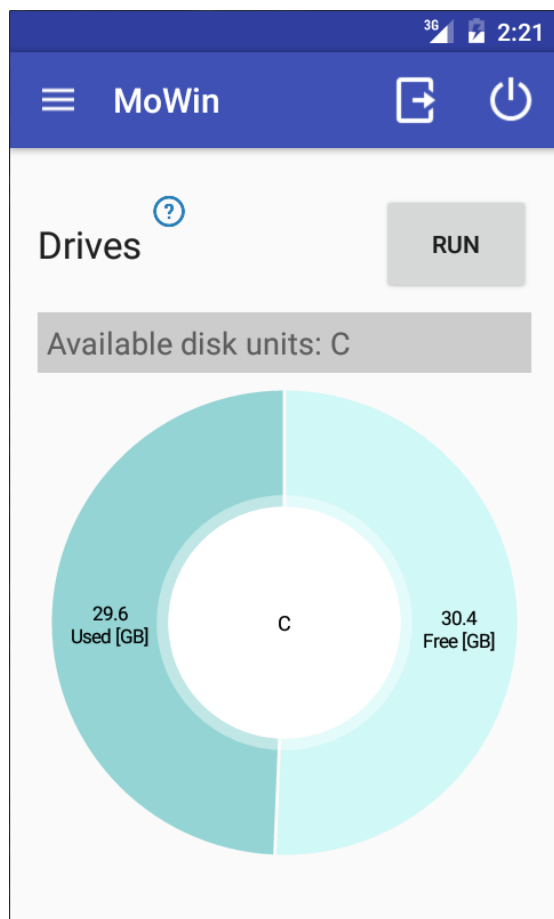 3G 2:21
MoWin
?
Drives
RUN
Available disk units: C
29.6
Used [GB]
C
30.4
Free [GB]